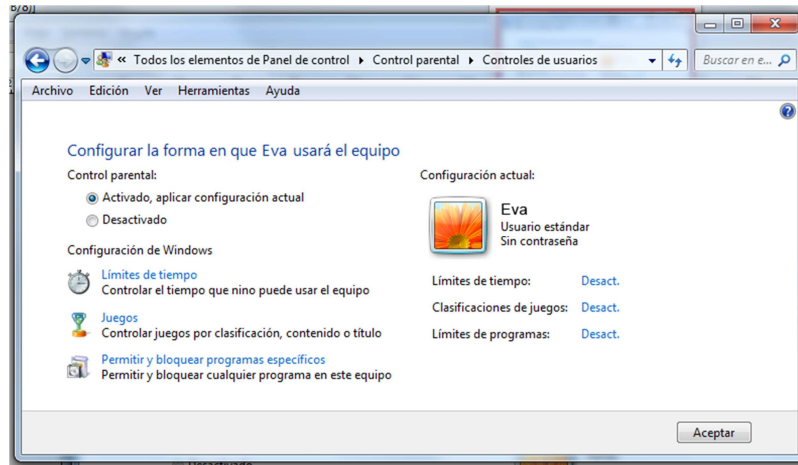 6/8)]
« Todos los elementos de Panel de control ▸ Control parental ▸ Controles de usuarios
Buscar en e...
Archivo Edición Ver Herramientas Ayuda
Configurar la forma en que Eva usará el equipo
Control parental:
Activado, aplicar configuración actual
Desactivado
Configuración de Windows
Límites de tiempo
Controlar el tiempo que nino puede usar el equipo
Juegos
Controlar juegos por clasificación, contenido o título
Permitir y bloquear programas específicos
Permitir y bloquear cualquier programa en este equipo
Configuración actual:
Eva
Usuario estándar
Sin contraseña
Límites de tiempo: Desact.
Clasificaciones de juegos: Desact.
Límites de programas: Desact.
Aceptar
Desactivado